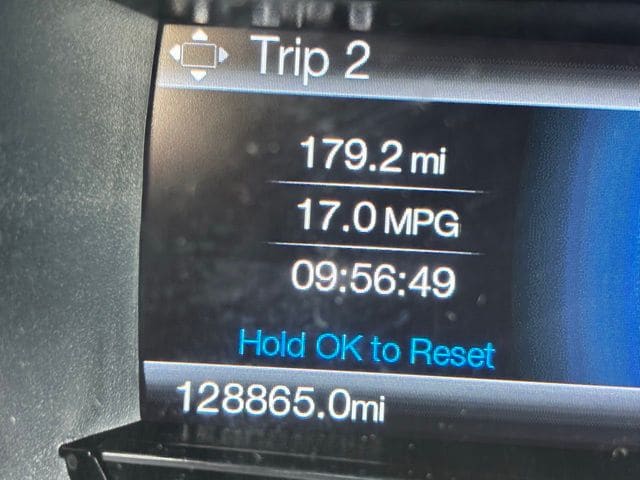 Trip 2
179.2 mi
17.0 MPG
09:56:49
Hold OK to Reset
128865.0mi